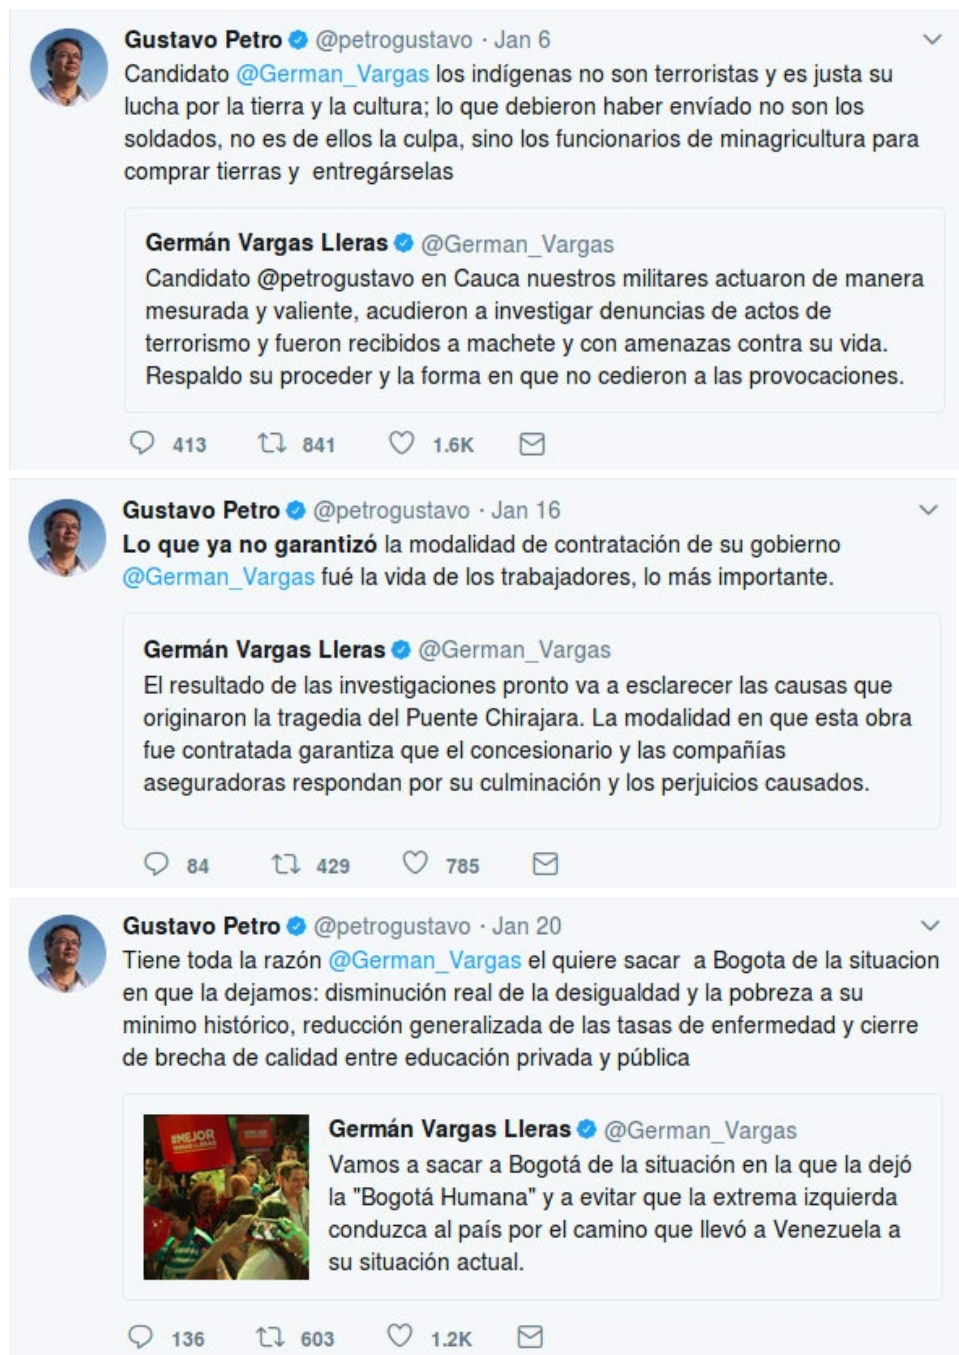 Gustavo Petro @petrogustavo · Jan 6
Candidato @German_Vargas los indígenas no son terroristas y es justa su
lucha por la tierra y la cultura; lo que debieron haber envíado no son los
soldados, no es de ellos la culpa, sino los funcionarios de minagricultura para
comprar tierras y entregárselas
Germán Vargas Lleras @German_Vargas
Candidato @petrogustavo en Cauca nuestros militares actuaron de manera
mesurada y valiente, acudieron a investigar denuncias de actos de
terrorismo y fueron recibidos a machete y con amenazas contra su vida.
Respaldo su proceder y la forma en que no cedieron a las provocaciones.
413 841 1.6K
Gustavo Petro @petrogustavo · Jan 16
Lo que ya no garantizó la modalidad de contratación de su gobierno
@German_Vargas fué la vida de los trabajadores, lo más importante.
Germán Vargas Lleras @German_Vargas
El resultado de las investigaciones pronto va a esclarecer las causas que
originaron la tragedia del Puente Chirajara. La modalidad en que esta obra
fue contratada garantiza que el concesionario y las compañías
aseguradoras respondan por su culminación y los perjuicios causados.
84 429 785
Gustavo Petro @petrogustavo · Jan 20
Tiene toda la razón @German_Vargas el quiere sacar a Bogota de la situacion
en que la dejamos: disminución real de la desigualdad y la pobreza a su
minimo histórico, reducción generalizada de las tasas de enfermedad y cierre
de brecha de calidad entre educación privada y pública
#MEJOR
VARGAS LLERAS
Germán Vargas Lleras @German_Vargas
Vamos a sacar a Bogotá de la situación en la que la dejó
la "Bogotá Humana" y a evitar que la extrema izquierda
conduzca al país por el camino que llevó a Venezuela a
su situación actual.
136 603 1.2K